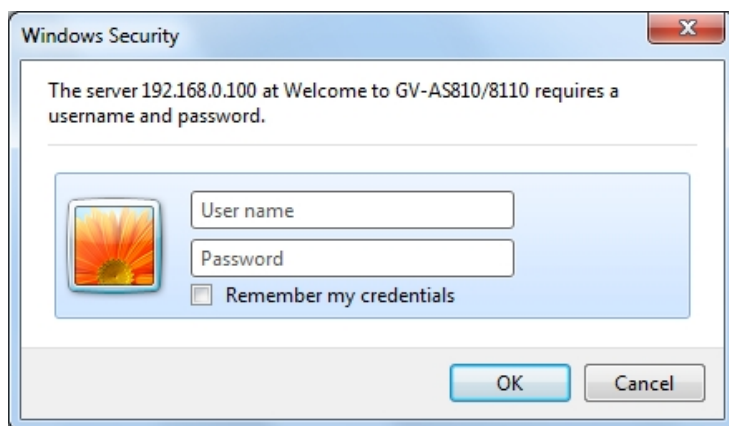 Windows Security
The server 192.168.0.100 at Welcome to GV-AS810/8110 requires a
username and password.
User name
Password
Remember my credentials
OK Cancel